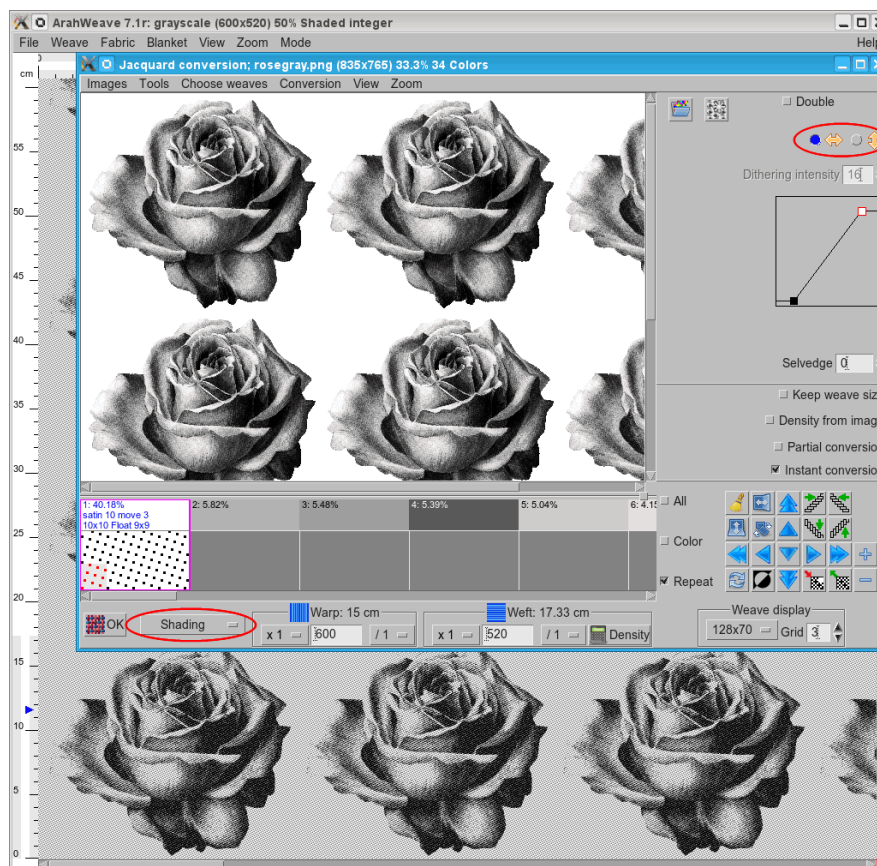 ArahWeave 7.1r: grayscale (600x520) 50% Shaded integer
File Weave Fabric Blanket View Zoom Mode Help
cm
Jacquard conversion; rosegray.png (835x765) 33.3% 34 Colors
Images Tools Choose weaves Conversion View Zoom
Double
Dithering intensity 16
Selvedge 0
Keep weave siz
Density from imag
Partial conversio
Instant conversio
1: 40.18% 2: 5.82% 3: 5.48% 4: 5.39% 5: 5.04% 6: 4.15
satin 10 move 3
10x10 Float 9x9
All
Color
Repeat
OK Shading
Warp: 15 cm
x 1 600 / 1
Weft: 17.33 cm
x 1 520 / 1 Density
Weave display
128x70 Grid 3
55
50
45
40
35
30
25
20
15
10
5
0